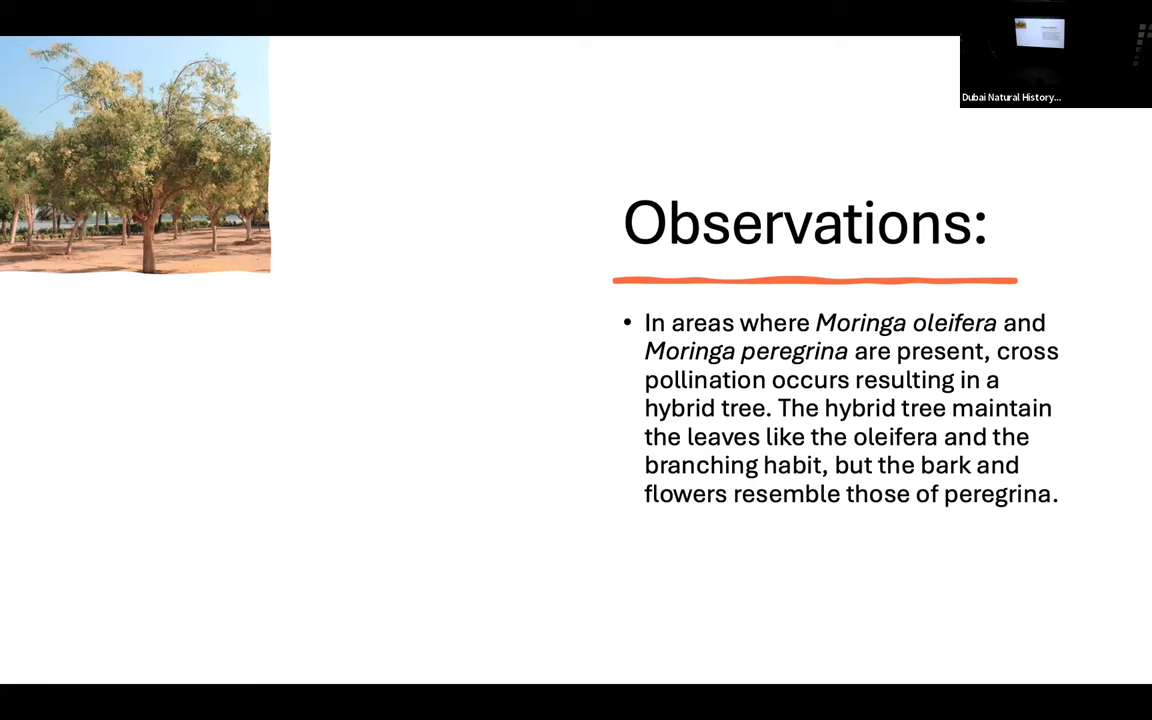 Dubai Natural History...
Observations:
• In areas where Moringa oleifera and
Moringa peregrina are present, cross
pollination occurs resulting in a
hybrid tree. The hybrid tree maintain
the leaves like the oleifera and the
branching habit, but the bark and
flowers resemble those of peregrina.